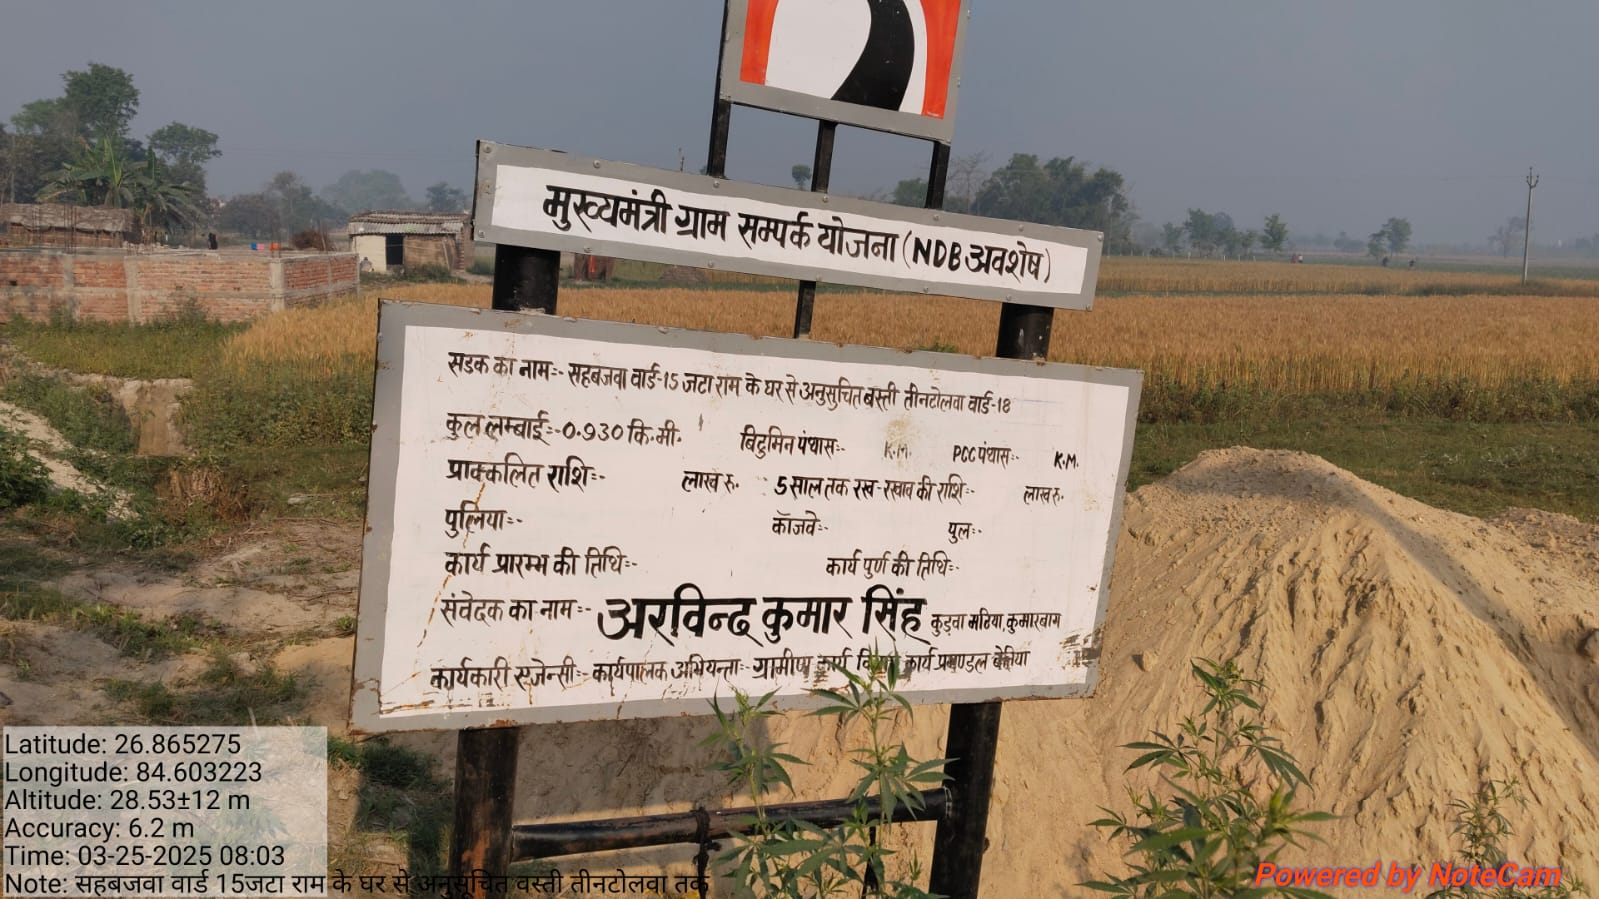 मुख्यमंत्री ग्राम सम्पर्क योजना (NDB अवशेष)
सडक का नाम:- सहबजवा वार्ड-15 जटा राम के घर से अनुसुचित बस्ती तीनटोलवा वार्ड-18
कुल लम्बाई:-0.930 कि.मी. बिटुमिन पंथास:- K.M. PCC पंथास:- K.M.
प्राक्कलित राशि:- लाख रु. 5 साल तक रख-रखाव की राशि:- लाख रु.
पुलिया:- कॉजवे:- पुल:-
कार्य प्रारम्भ की तिथि:- कार्य पुर्ण की तिथि:-
संवेदक का नाम:- अरविन्द कुमार सिंह कुड़वा मठिया, कुमारबाग
कार्यकारी एजेन्सी:- कार्यपालक अभियन्ता:- ग्रामीण कार्य विभाग कार्य प्रमण्डल बेतिया
Latitude: 26.865275
Longitude: 84.603223
Altitude: 28.53±12 m
Accuracy: 6.2 m
Time: 03-25-2025 08:03
Note: सहबजवा वार्ड 15जटा राम के घर से अनुसूचित वस्ती तीनटोलवा तक
Powered by NoteCam